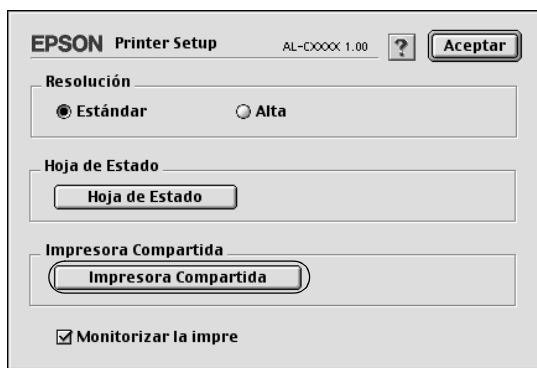 EPSON Printer Setup AL-CXXXX 1.00 ? Aceptar
Resolución
Estándar Alta
Hoja de Estado
Hoja de Estado
Impresora Compartida
Impresora Compartida
Monitorizar la impre